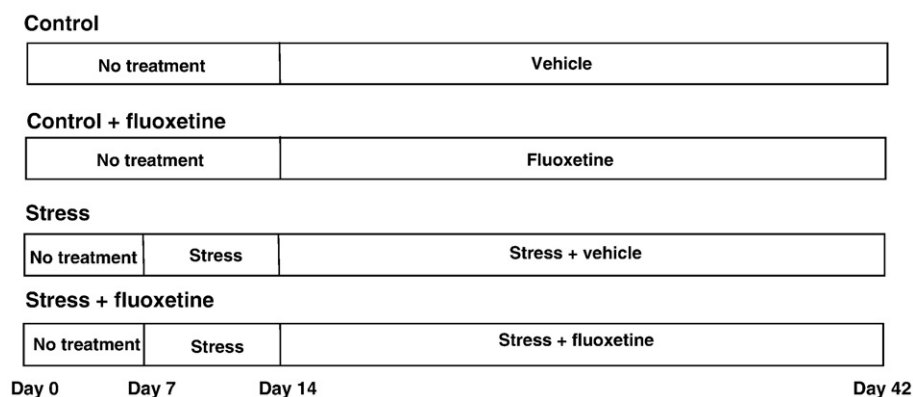 Control
No treatment Vehicle
Control + fluoxetine
No treatment Fluoxetine
Stress
No treatment Stress Stress + vehicle
Stress + fluoxetine
No treatment Stress Stress + fluoxetine
Day 0 Day 7 Day 14 Day 42